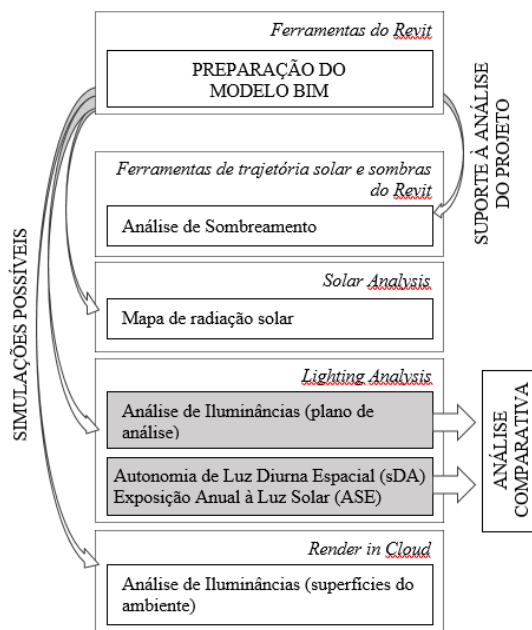 Ferramentas do Revit
PREPARAÇÃO DO
MODELO BIM
SUPORTE À ANÁLISE
DO PROJETO
Ferramentas de trajetória solar e sombras
do Revit
Análise de Sombreamento
SIMULAÇÕES POSSÍVEIS
Solar Analysis
Mapa de radiação solar
Lighting Analysis
Análise de Iluminâncias (plano de
análise)
Autonomia de Luz Diurna Espacial (sDA)
Exposição Anual à Luz Solar (ASE)
ANÁLISE
COMPARATIVA
Render in Cloud
Análise de Iluminâncias (superfícies do
ambiente)